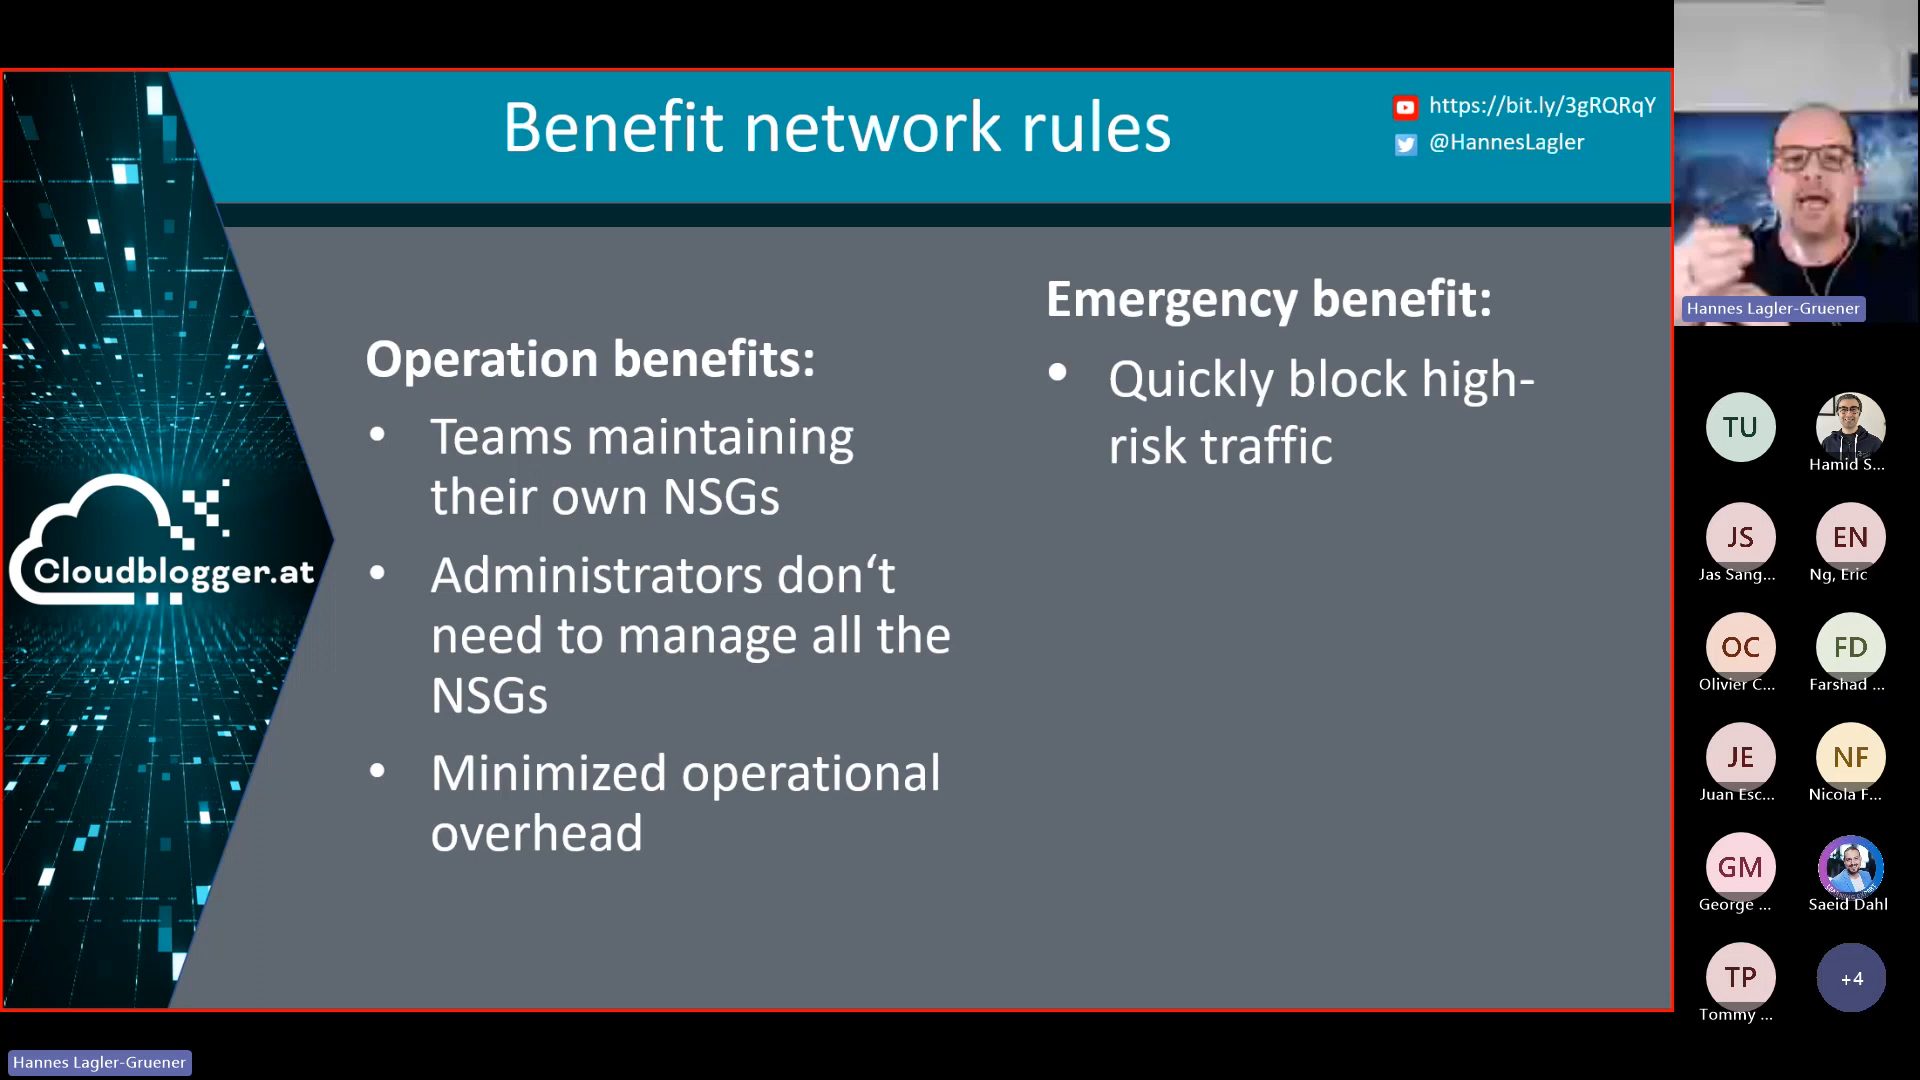 Benefit network rules
https://bit.ly/3gRQRqY
@HannesLagler
Operation benefits:
• Teams maintaining
their own NSGs
• Administrators don‘t
need to manage all the
NSGs
• Minimized operational
overhead
Emergency benefit:
• Quickly block high-
risk traffic
Cloudblogger.at
Hannes Lagler-Gruener
TU
Hamid S...
JS
Jas Sang...
EN
Ng, Eric
OC
Olivier C...
FD
Farshad ...
JE
Juan Esc...
NF
Nicola F...
GM
George ...
Saeid Dahl
TP
Tommy ...
+4
Hannes Lagler-Gruener